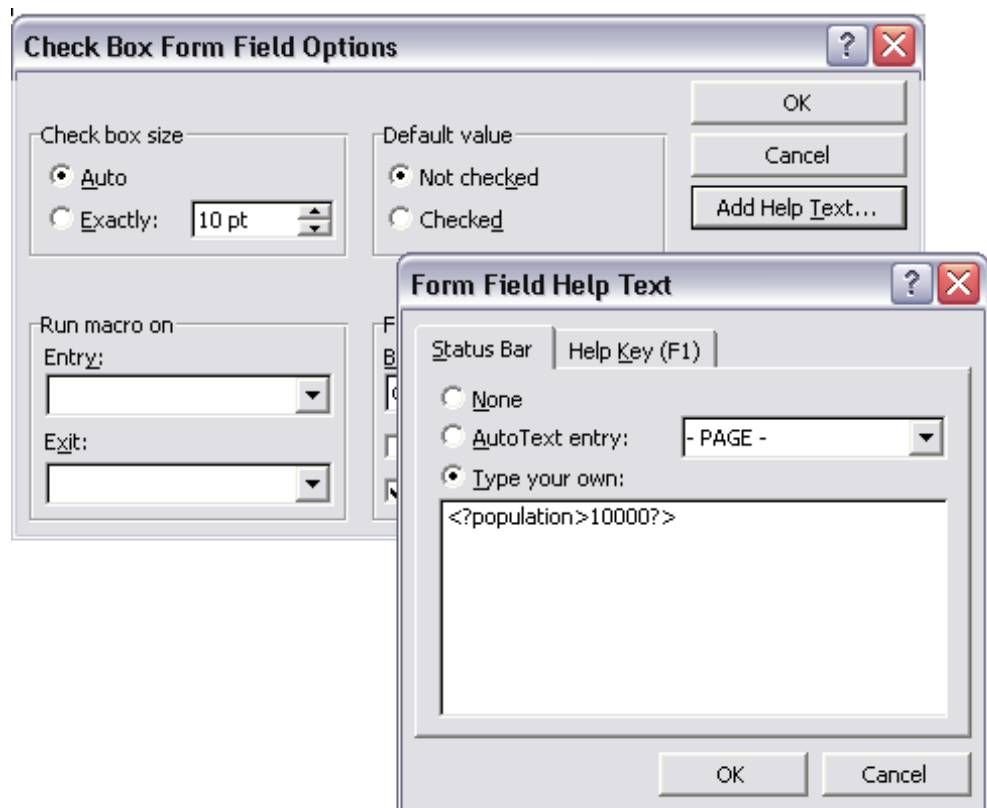 Check Box Form Field Options
OK
Check box size
Default value
Cancel
Auto
Not checked
Exactly: 10 pt
Checked
Add Help Text...
Form Field Help Text
Run macro on
Entry:
Exit:
Status Bar
Help Key (F1)
None
AutoText entry: - PAGE -
Type your own:
<?population>10000?>
OK
Cancel